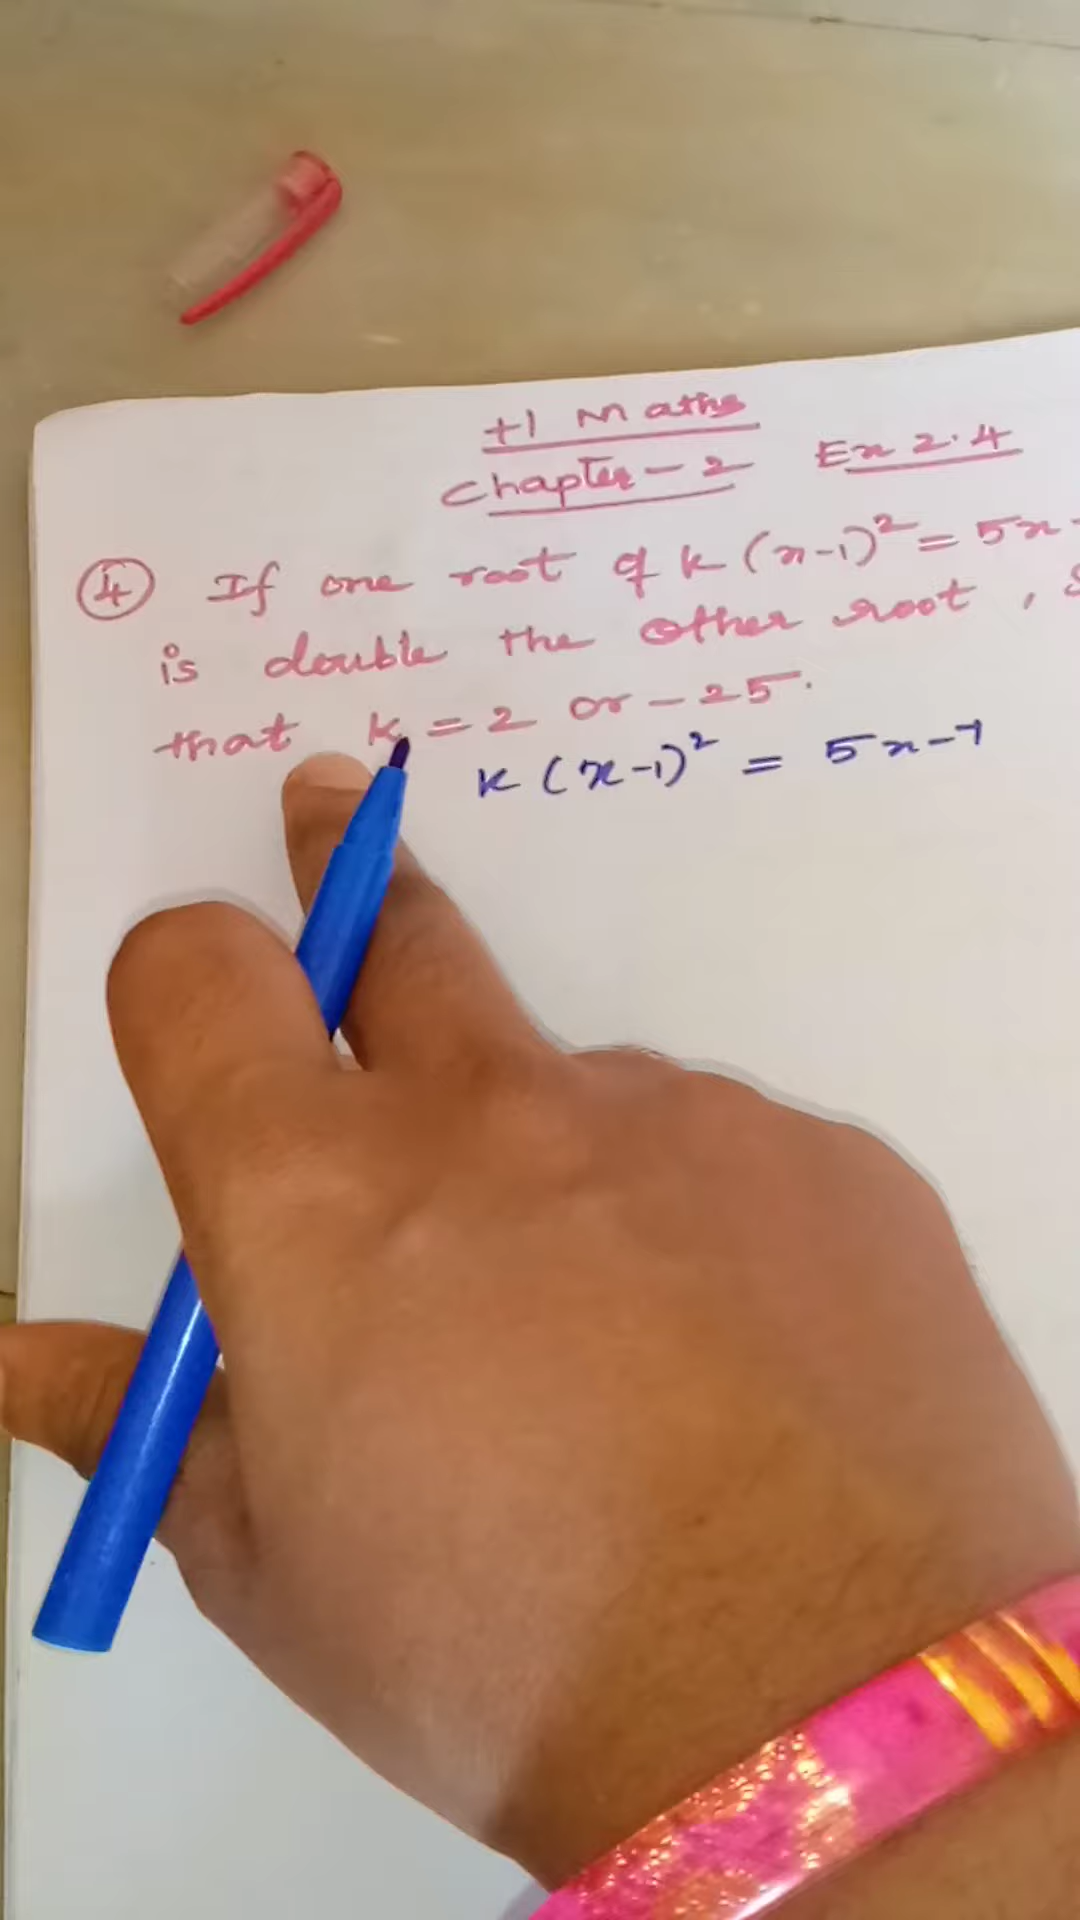 +1 Maths
Chapter - 2 Ex 2.4
④ If one root of k(x-1)² = 5x-
is double the other root, S
that k = 2 or -25.
k(x-1)² = 5x-7